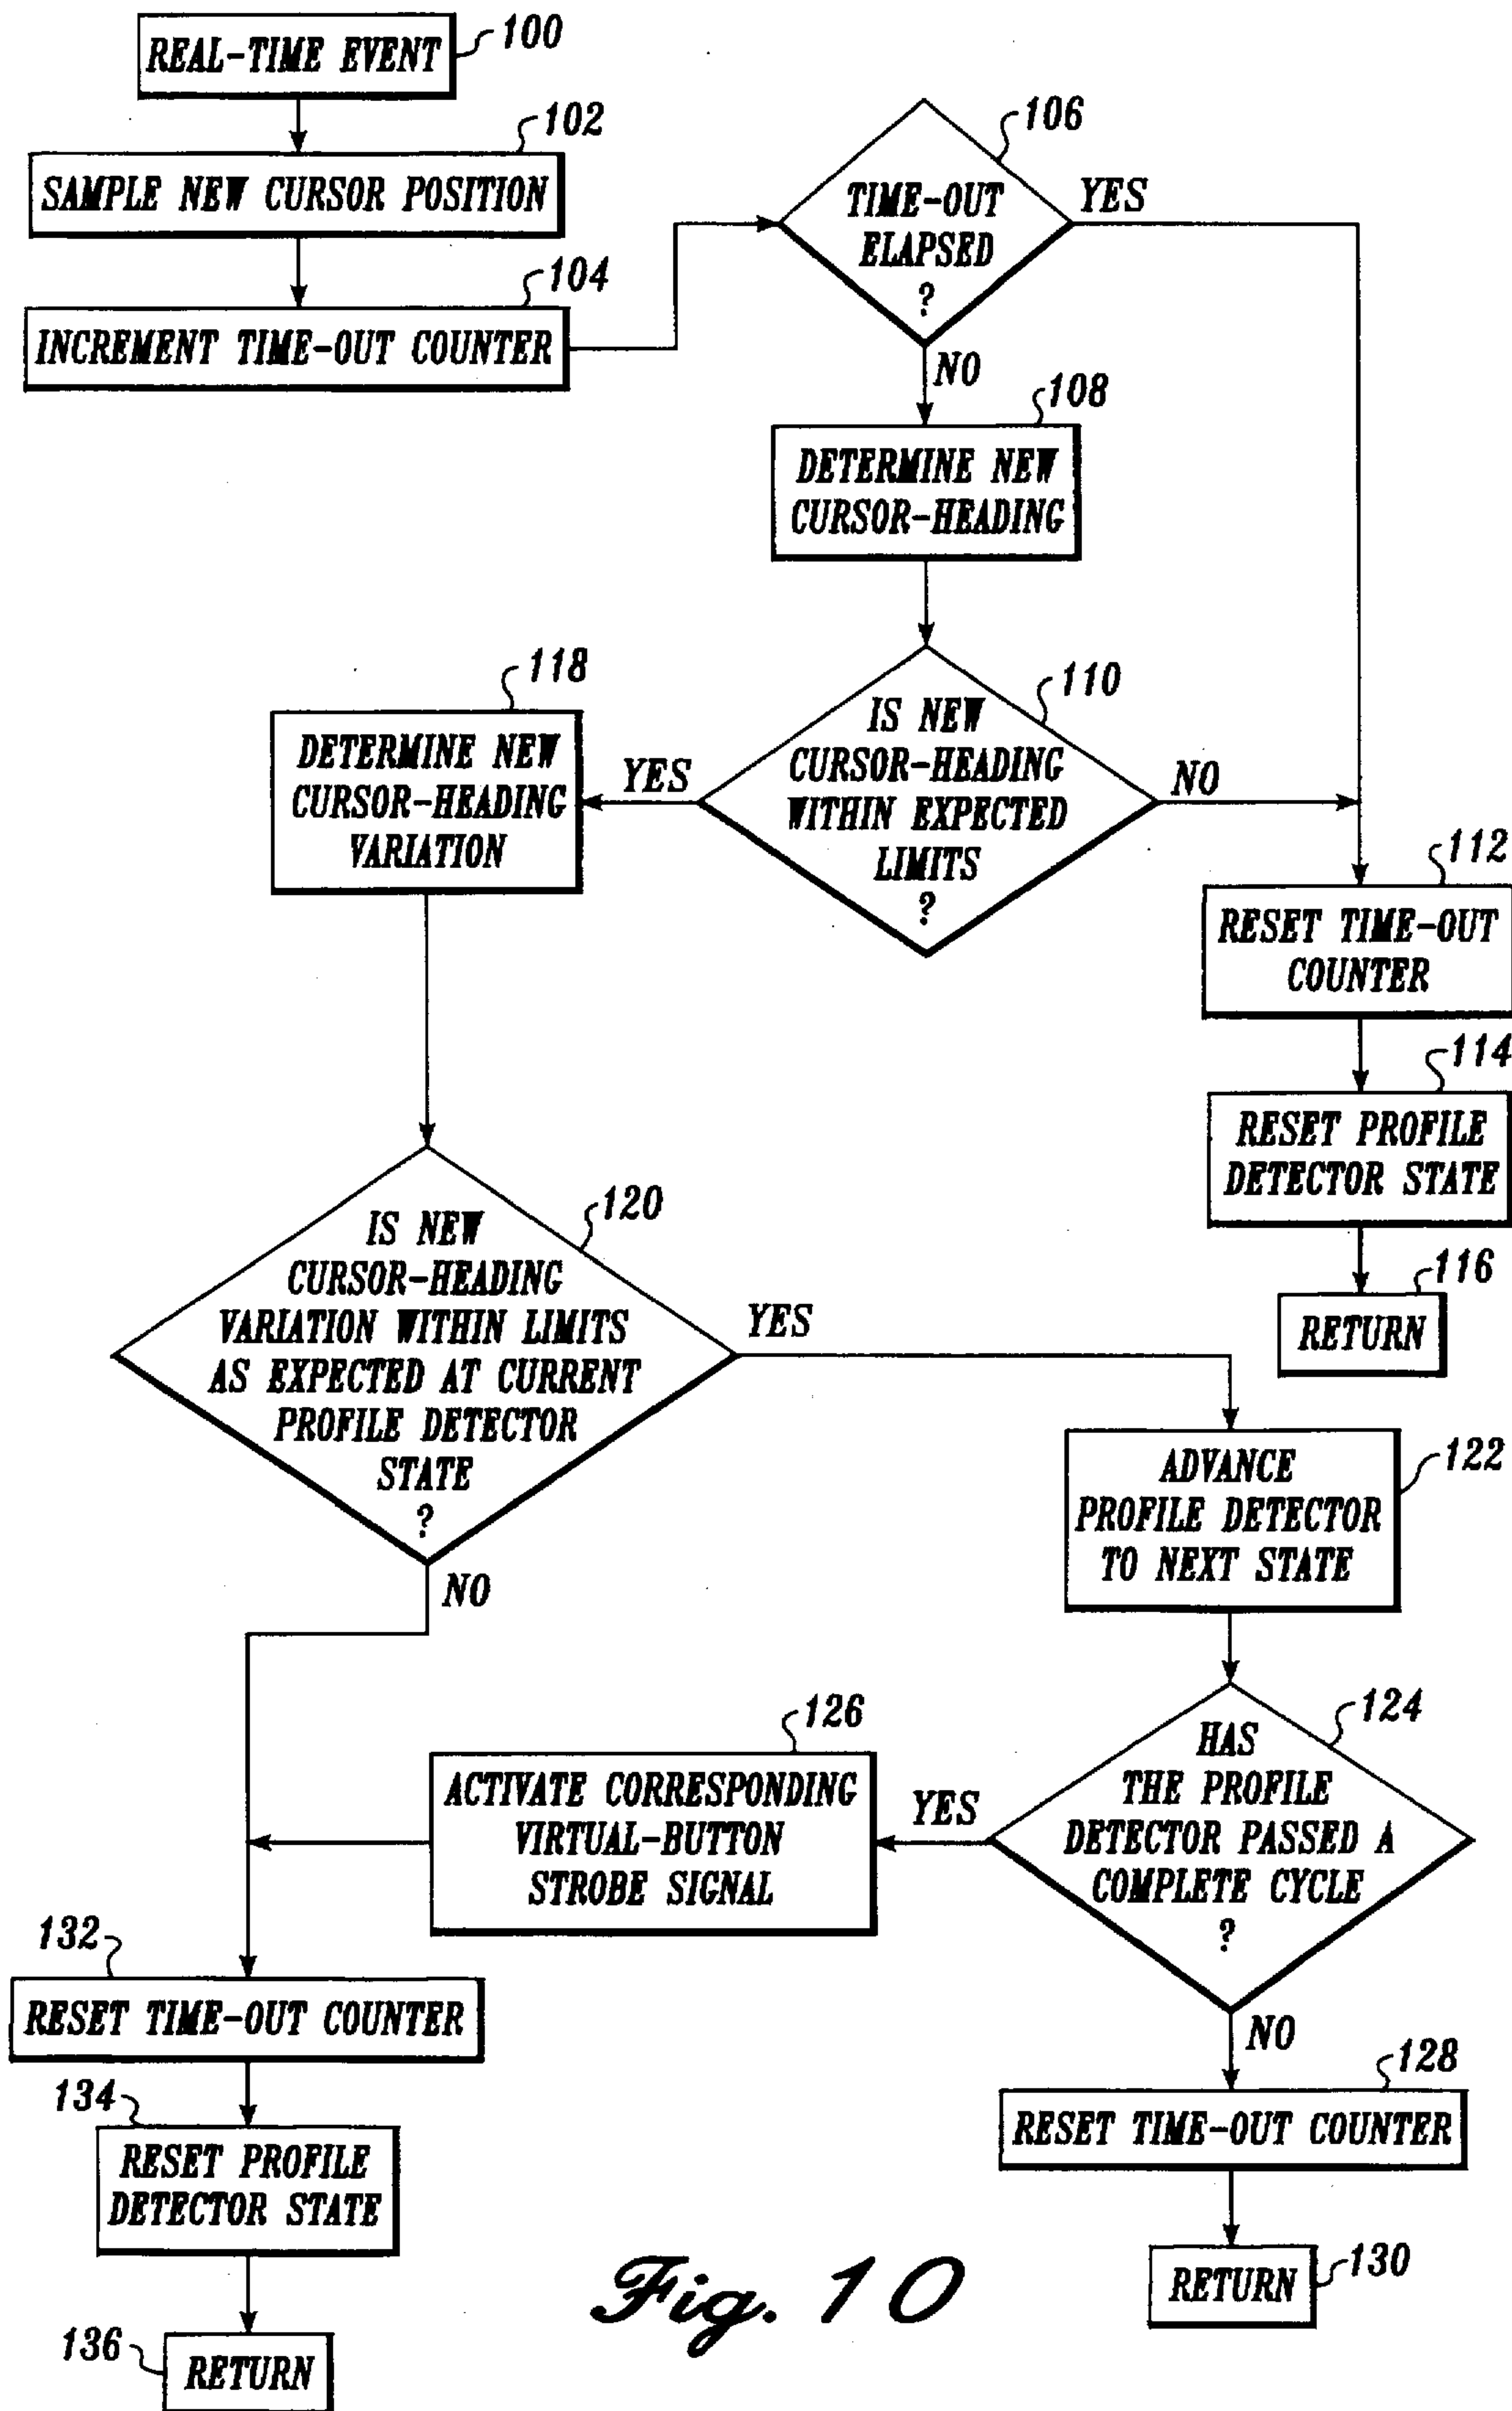 REAL-TIME EVENT
100
SAMPLE NEW CURSOR POSITION
102
INCREMENT TIME-OUT COUNTER
104
TIME-OUT
ELAPSED
?
106
YES
NO
DETERMINE NEW
CURSOR-HEADING
108
IS NEW
CURSOR-HEADING
WITHIN EXPECTED
LIMITS
?
110
YES
NO
RESET TIME-OUT
COUNTER
112
RESET PROFILE
DETECTOR STATE
114
RETURN
116
DETERMINE NEW
CURSOR-HEADING
VARIATION
118
IS NEW
CURSOR-HEADING
VARIATION WITHIN LIMITS
AS EXPECTED AT CURRENT
PROFILE DETECTOR
STATE
?
120
YES
NO
ADVANCE
PROFILE DETECTOR
TO NEXT STATE
122
HAS
THE PROFILE
DETECTOR PASSED A
COMPLETE CYCLE
?
124
YES
NO
ACTIVATE CORRESPONDING
VIRTUAL-BUTTON
STROBE SIGNAL
126
RESET TIME-OUT COUNTER
128
RETURN
130
132
RESET TIME-OUT COUNTER
134
RESET PROFILE
DETECTOR STATE
136
RETURN
Fig. 10